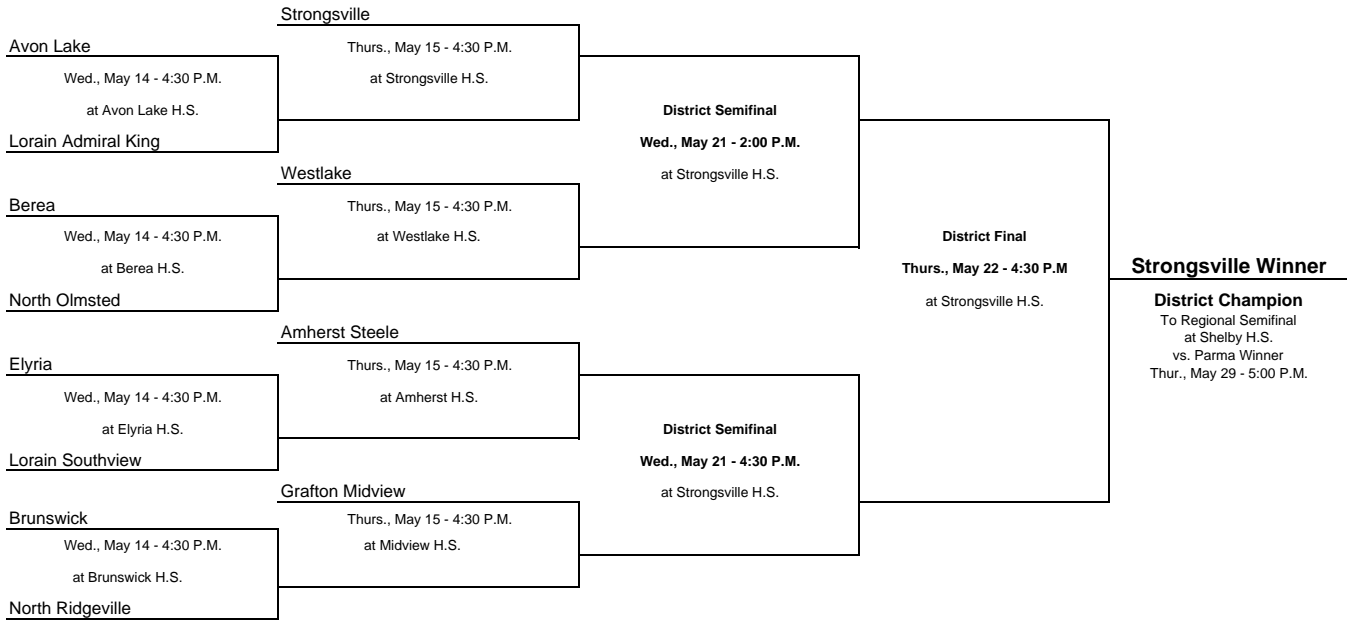 Strongsville
Avon Lake
Thurs., May 15 - 4:30 P.M.
Wed., May 14 - 4:30 P.M.
at Strongsville H.S.
at Avon Lake H.S.
District Semifinal
Lorain Admiral King
Wed., May 21 - 2:00 P.M.
Westlake
at Strongsville H.S.
Berea
Thurs., May 15 - 4:30 P.M.
Wed., May 14 - 4:30 P.M.
at Westlake H.S.
District Final
at Berea H.S.
Thurs., May 22 - 4:30 P.M
Strongsville Winner
North Olmsted
at Strongsville H.S.
District Champion
To Regional Semifinal
Amherst Steele
at Shelby H.S.
vs. Parma Winner
Elyria
Thurs., May 15 - 4:30 P.M.
Thur., May 29 - 5:00 P.M.
Wed., May 14 - 4:30 P.M.
at Amherst H.S.
at Elyria H.S.
District Semifinal
Lorain Southview
Wed., May 21 - 4:30 P.M.
Grafton Midview
at Strongsville H.S.
Brunswick
Thurs., May 15 - 4:30 P.M.
Wed., May 14 - 4:30 P.M.
at Midview H.S.
at Brunswick H.S.
North Ridgeville